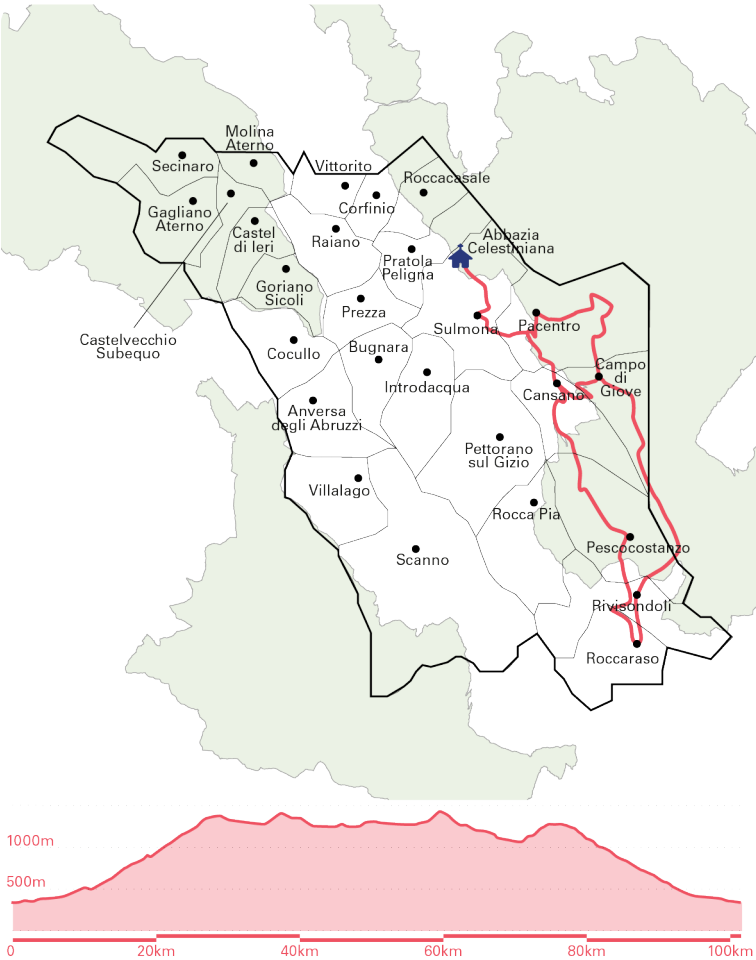 Molina
Aterno
Secinaro
Vittorito
Roccacasale
Gagliano
Aterno
Corfinio
Castel
di Ieri
Raiano
Abbazia
Celestiniana
Pratola
Peligna
Goriano
Sicoli
Prezza
Sulmona
Pacentro
Castelvecchio
Subequo
Cocullo
Bugnara
Introdacqua
Campo
di
Giove
Cansano
Anversa
degli Abruzzi
Pettorano
sul Gizio
Villalago
Rocca Pia
Scanno
Pescocostanzo
Rivisondoli
Roccaraso
1000m
500m
0 20km 40km 60km 80km 100km